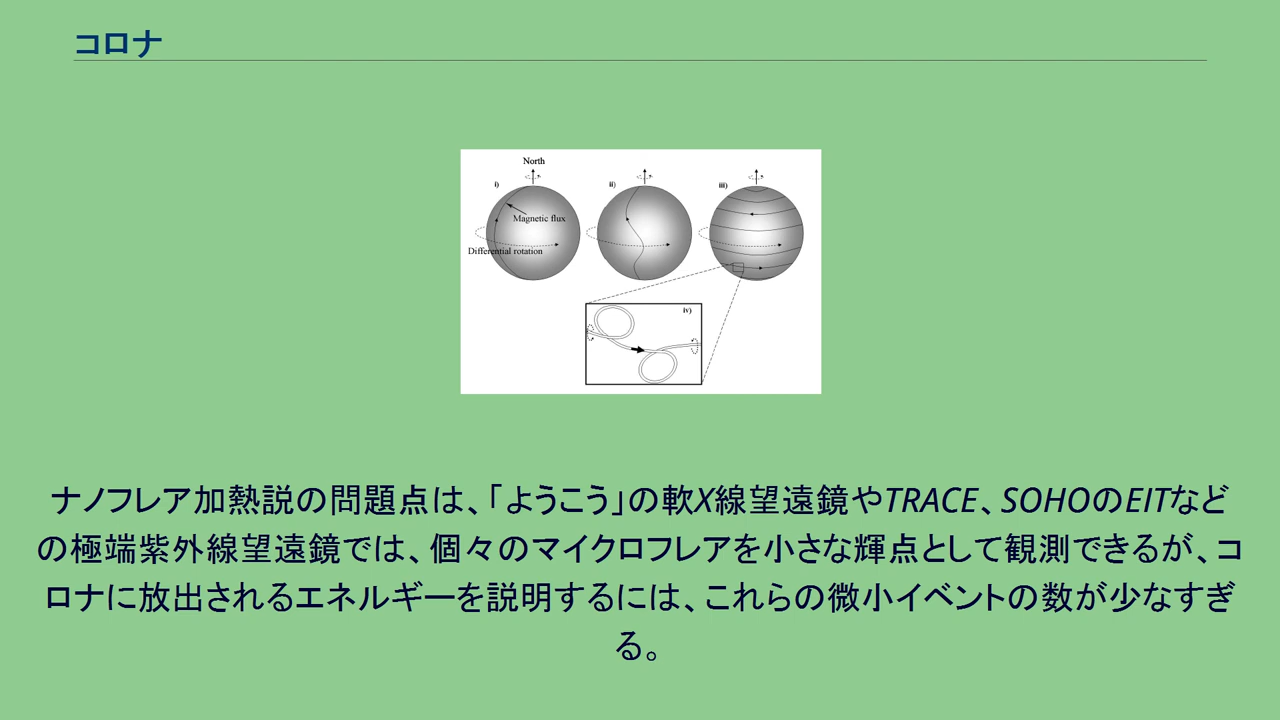 コロナ
North
i)
ii)
iii)
Magnetic flux
Differential rotation
iv)
ナノフレア加熱説の問題点は、「ようこう」の軟X線望遠鏡やTRACE、SOHOのEITなど
の極端紫外線望遠鏡では、個々のマイクロフレアを小さな輝点として観測できるが、コ
ロナに放出されるエネルギーを説明するには、これらの微小イベントの数が少なすぎ
る。